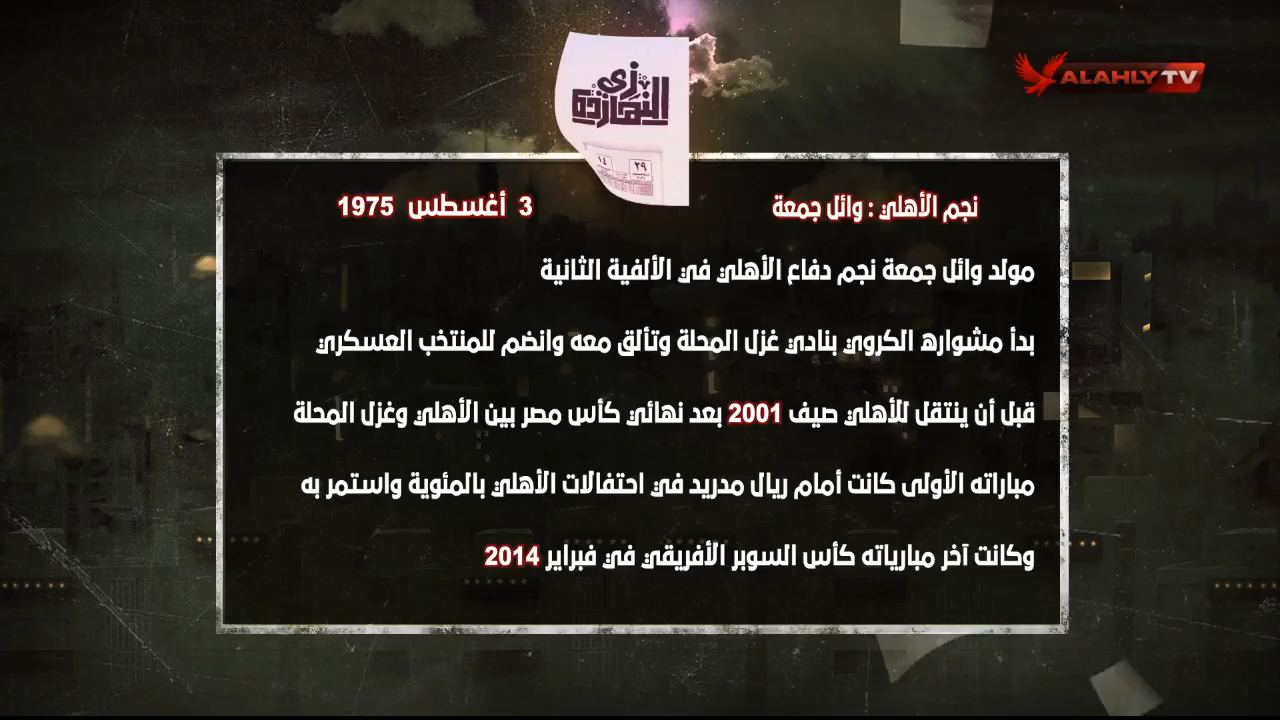 ALAHLY TV
زي النهاردة
١٤ ٢٩
نجم الأهلي : وائل جمعة
3 أغسطس 1975
مولد وائل جمعة نجم دفاع الأهلي في الألفية الثانية
بدأ مشواره الكروي بنادي غزل المحلة وتألق معه وانضم للمنتخب العسكري
قبل أن ينتقل للأهلي صيف 2001 بعد نهائي كأس مصر بين الأهلي وغزل المحلة
مباراته الأولى كانت أمام ريال مدريد في احتفالات الأهلي بالمئوية واستمر به
وكانت آخر مبارياته كأس السوبر الأفريقي في فبراير 2014